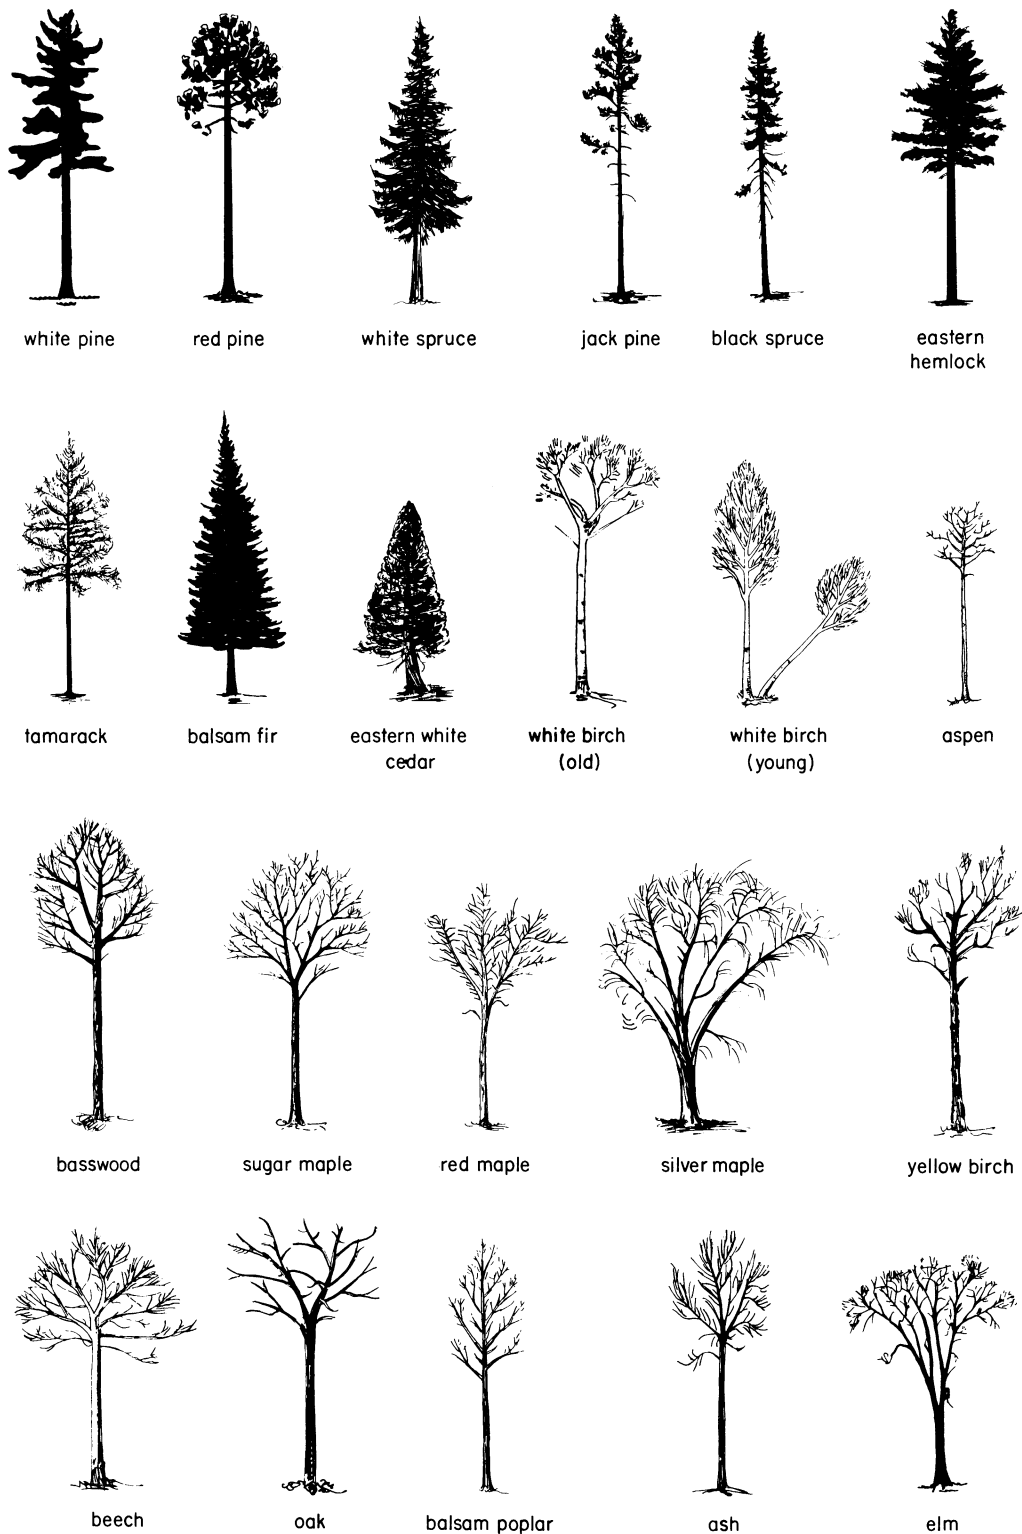 white pine
red pine
white spruce
jack pine
black spruce
eastern
hemlock
tamarack
balsam fir
eastern white
cedar
white birch
(old)
white birch
(young)
aspen
basswood
sugar maple
red maple
silver maple
yellow birch
beech
oak
balsam poplar
ash
elm